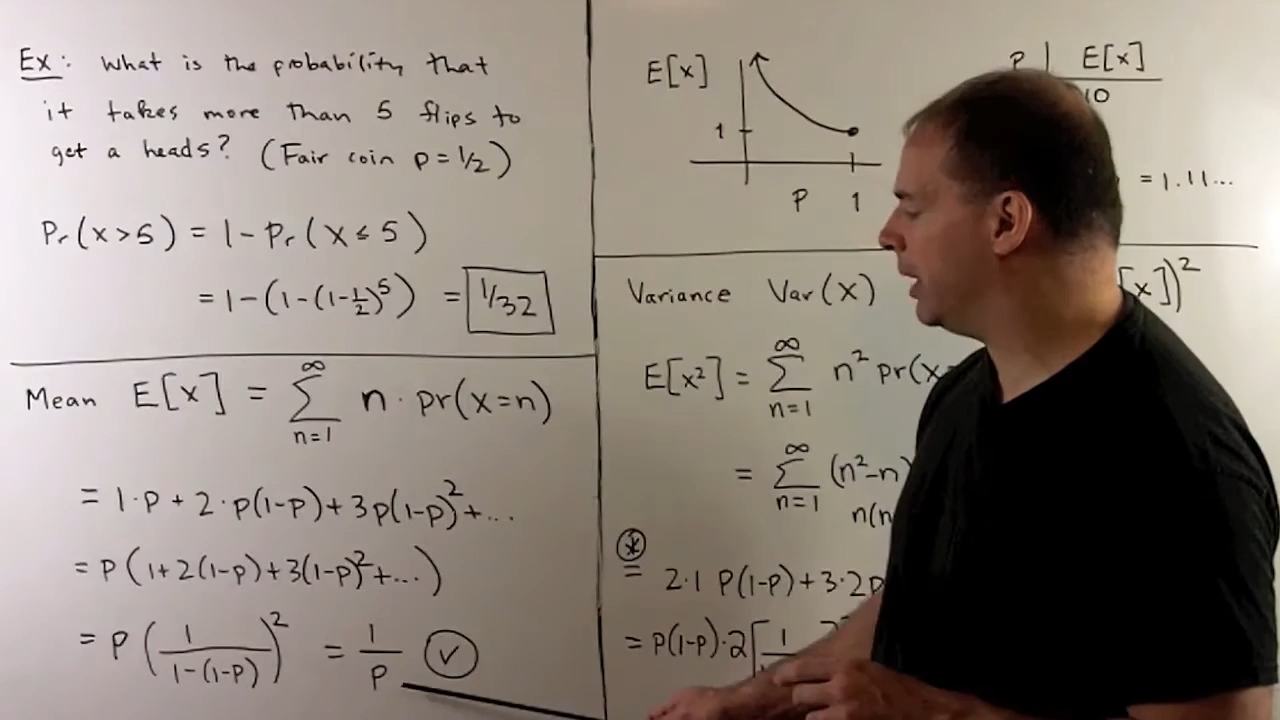 Ex: What is the probability that
it takes more than 5 flips to
get a heads? (Fair coin p = 1/2)
Pr(X>5) = 1 - Pr(X ≤ 5)
= 1-(1-(1-1/2)^5) = 1/32
Mean E[X] = ∑_{n=1}^{∞} n · pr(X=n)
= 1·p + 2·p(1-p) + 3p(1-p)^2 + ...
= p(1+2(1-p)+3(1-p)^2+...)
= p(1/(1-(1-p)))^2 = 1/p ✓
E[X]
1
p 1
p | E[X]
10
= 1.11...
Variance Var(X) [X])^2
E[X^2] = ∑_{n=1}^{∞} n^2 pr(X
= ∑_{n=1}^{∞} (n^2-n)
n(n
* = 2·1 p(1-p)+3·2p
= p(1-p)·2[1